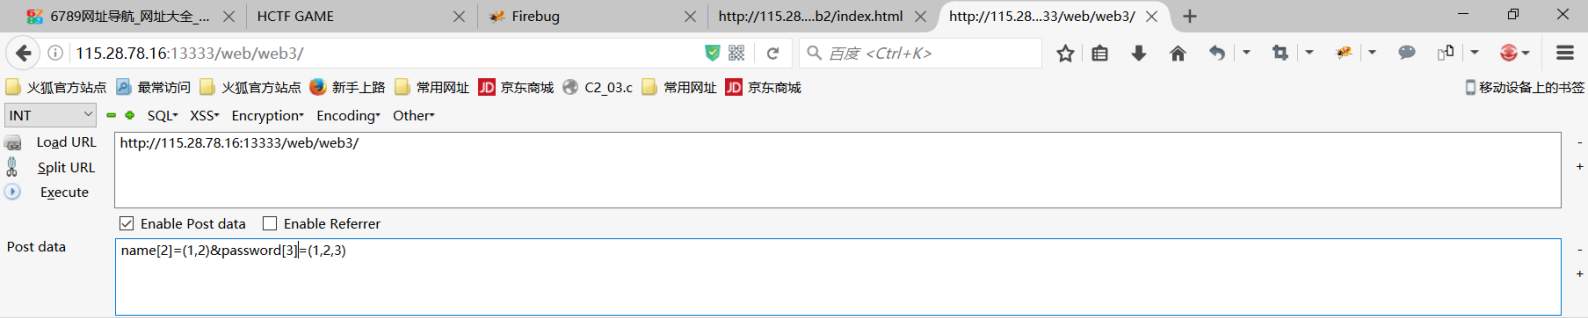 6789网址导航_网址大全_...
HCTF GAME
Firebug
http://115.28....b2/index.html
http://115.28...33/web/web3/
115.28.78.16:13333/web/web3/
百度 <Ctrl+K>
火狐官方站点 最常访问 火狐官方站点 新手上路 常用网址 JD 京东商城 C2_03.c 常用网址 JD 京东商城 移动设备上的书签
INT SQL XSS Encryption Encoding Other
Load URL http://115.28.78.16:13333/web/web3/ -
Split URL +
Execute
Enable Post data Enable Referrer
Post data name[2]=(1,2)&password[3]=(1,2,3) -
+